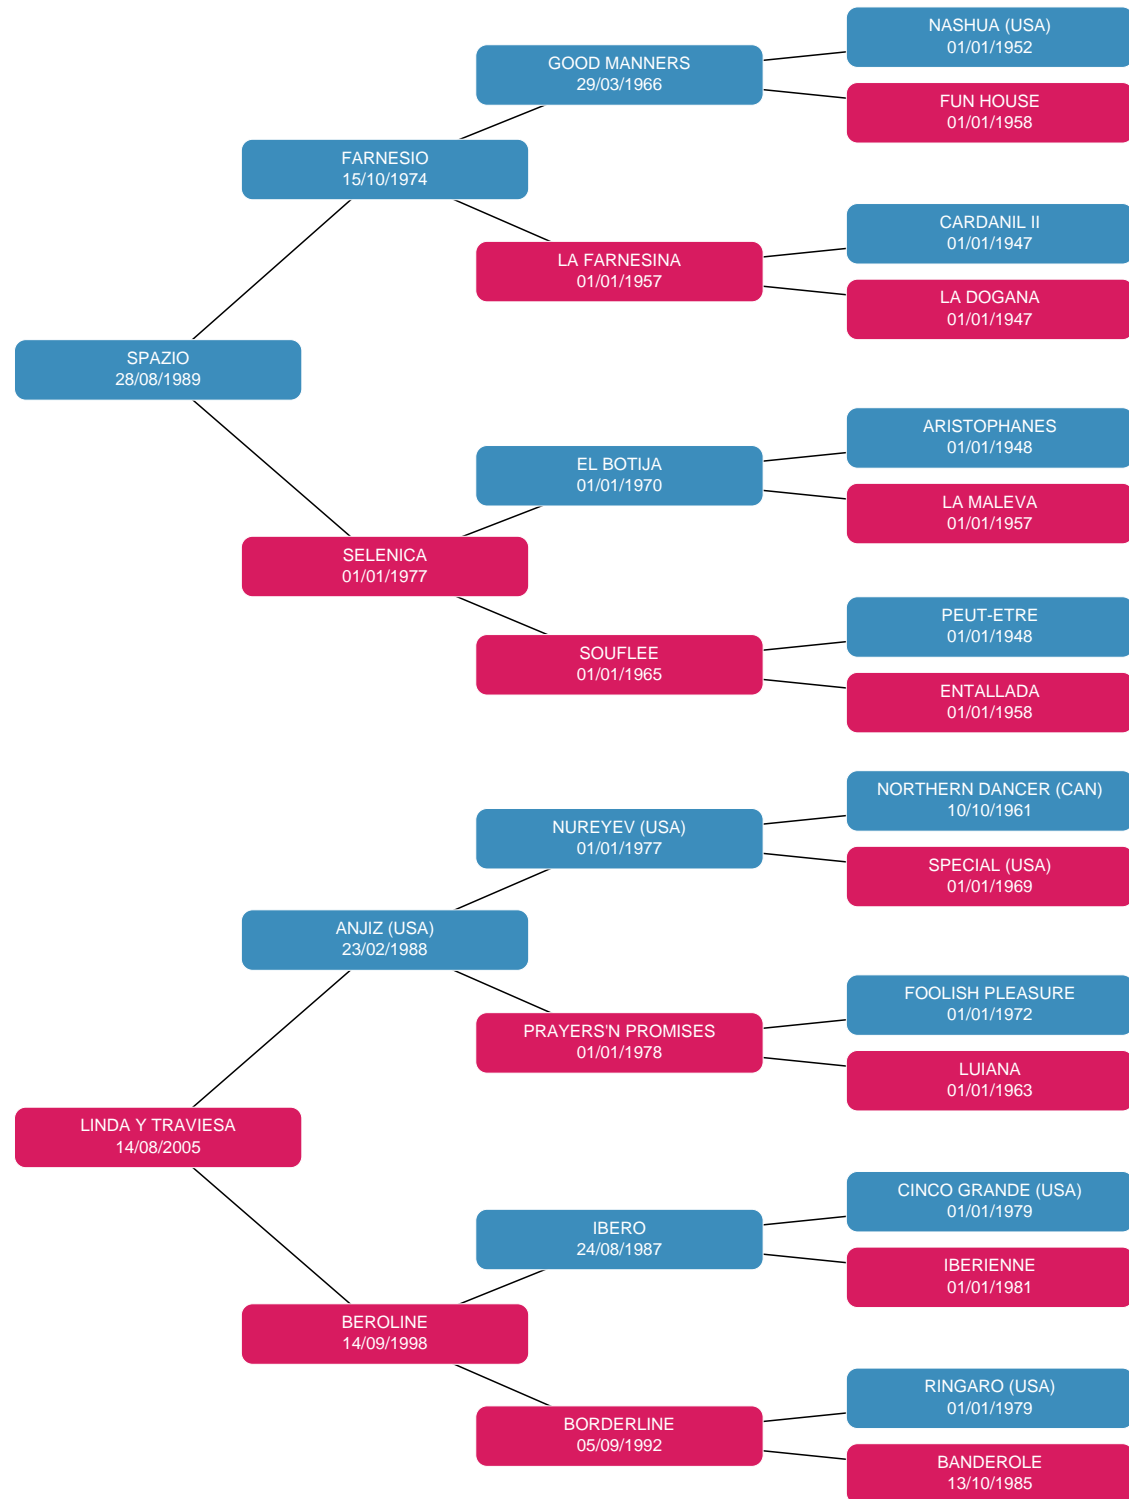 NASHUA (USA)
01/01/1952
GOOD MANNERS
29/03/1966
FUN HOUSE
01/01/1958
FARNESIO
15/10/1974
CARDANIL II
01/01/1947
LA FARNESINA
01/01/1957
LA DOGANA
01/01/1947
SPAZIO
28/08/1989
ARISTOPHANES
01/01/1948
EL BOTIJA
01/01/1970
LA MALEVA
01/01/1957
SELENICA
01/01/1977
PEUT-ETRE
01/01/1948
SOUFLEE
01/01/1965
ENTALLADA
01/01/1958
NORTHERN DANCER (CAN)
10/10/1961
NUREYEV (USA)
01/01/1977
SPECIAL (USA)
01/01/1969
ANJIZ (USA)
23/02/1988
FOOLISH PLEASURE
01/01/1972
PRAYERS'N PROMISES
01/01/1978
LUIANA
01/01/1963
LINDA Y TRAVIESA
14/08/2005
CINCO GRANDE (USA)
01/01/1979
IBERO
24/08/1987
IBERIENNE
01/01/1981
BEROLINE
14/09/1998
RINGARO (USA)
01/01/1979
BORDERLINE
05/09/1992
BANDEROLE
13/10/1985